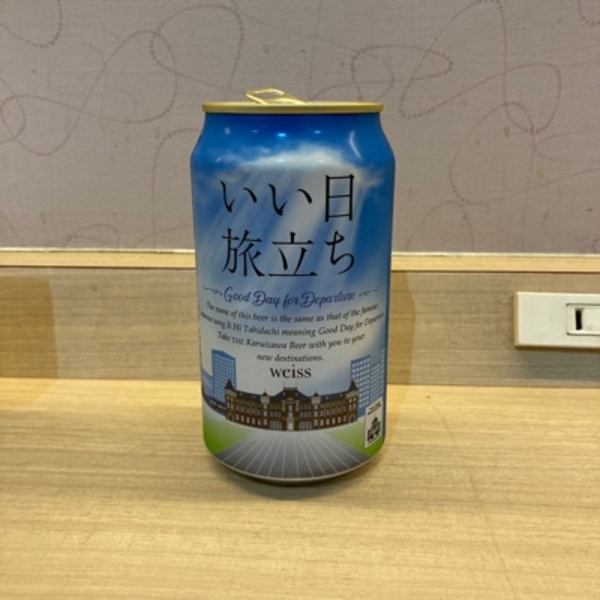 いい日
旅立ち
Good Day for Departure
The name of this beer is the same as that of the famous
song Ii Hi Tabidachi meaning Good Day for Departure
Take THE Karuizawa Beer with you to your
new destinations.
weiss